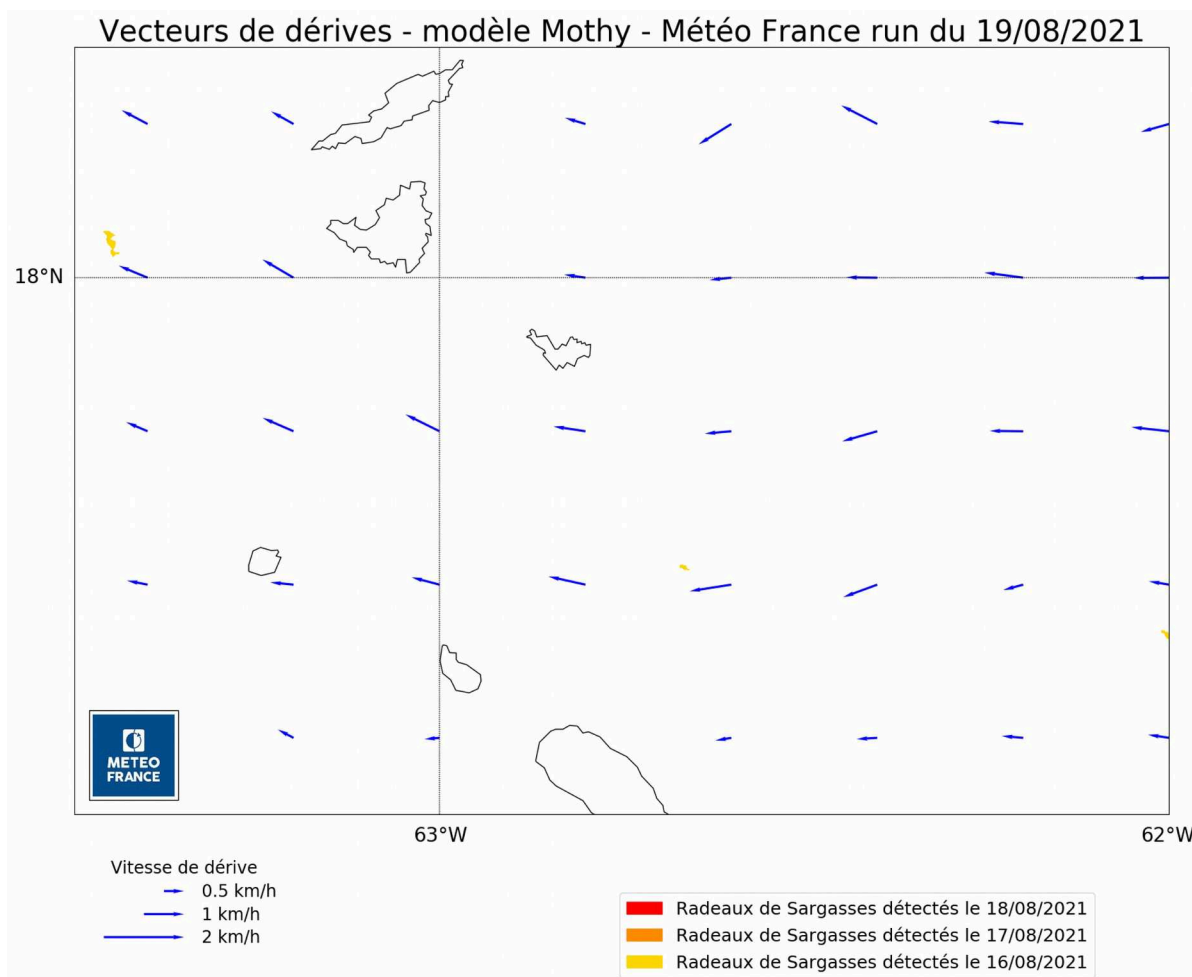 Vecteurs de dérives - modèle Mothy - Météo France run du 19/08/2021
18°N
METEO
FRANCE
63°W
62°W
Vitesse de dérive
0.5 km/h
1 km/h
2 km/h
Radeaux de Sargasses détectés le 18/08/2021
Radeaux de Sargasses détectés le 17/08/2021
Radeaux de Sargasses détectés le 16/08/2021